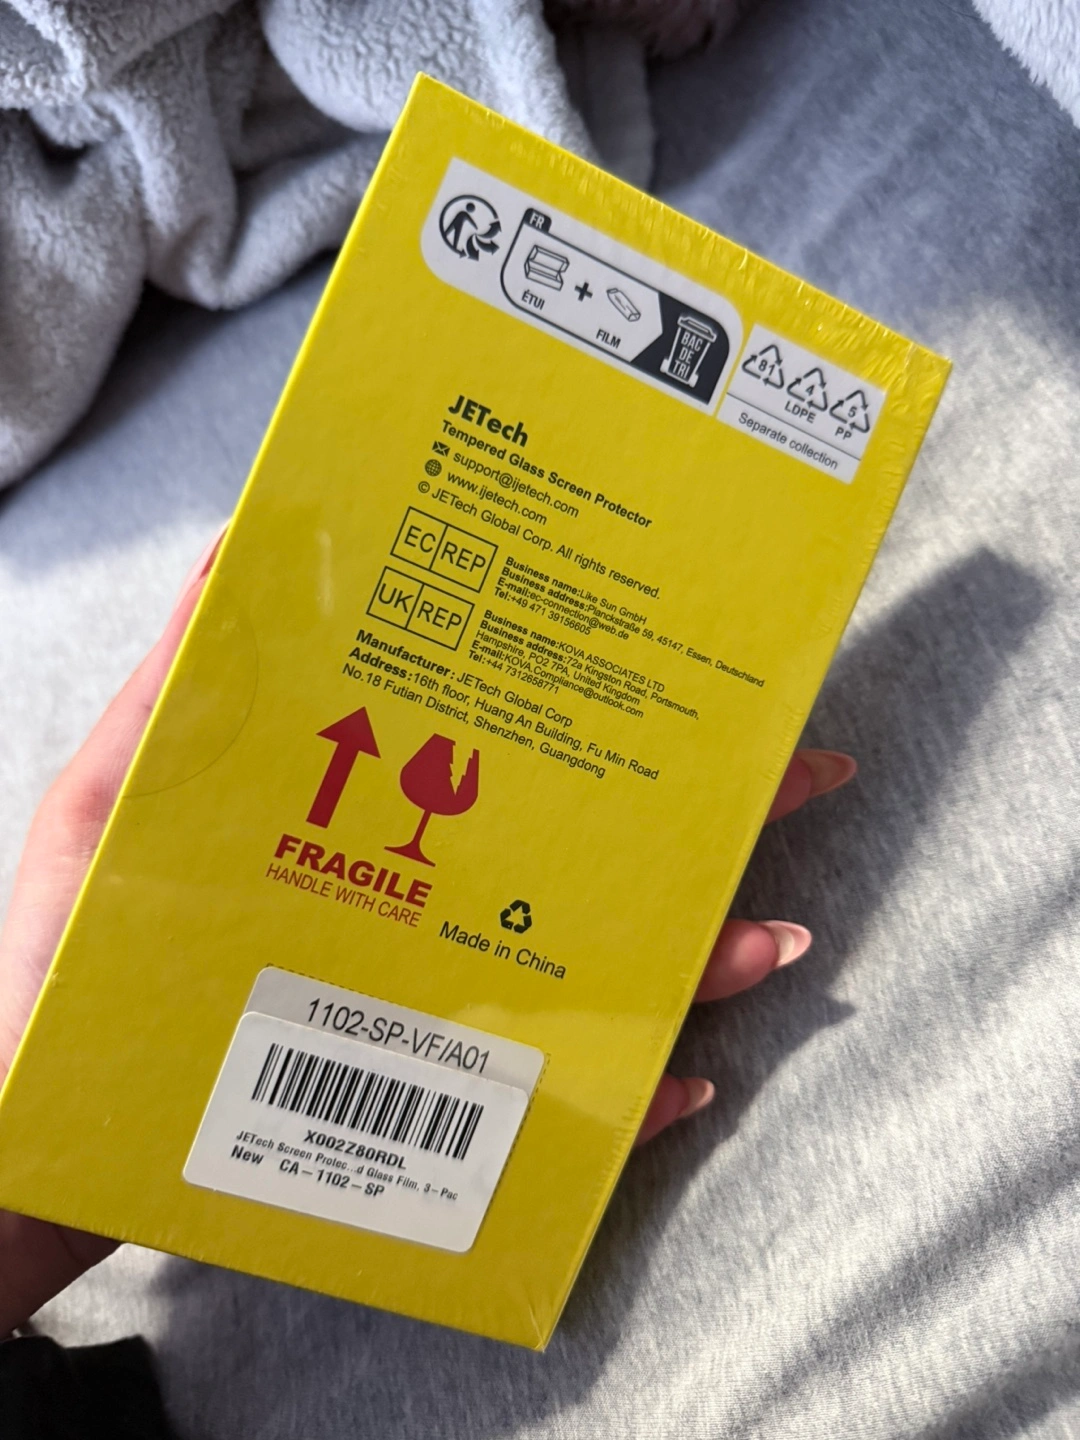 FR
ÉTUI
+
FILM
BAC
DE
TRI
81
4
LDPE
5
PP
Separate collection
JETech
Tempered Glass Screen Protector
support@ijetech.com
www.ijetech.com
© JETech Global Corp. All rights reserved.
EC REP
Business name:Like Sun GmbH
Business address:Planckstraße 59, 45147, Essen, Deutschland
E-mail:ec-connection@web.de
Tel:+49 471 39156605
UK REP
Business name:KOVA ASSOCIATES LTD
Business address:72a Kingston Road, Portsmouth,
Hampshire, PO2 7PA, United Kingdom
E-mail:KOVA.Compliance@outlook.com
Tel:+44 7312658771
Manufacturer: JETech Global Corp
Address:16th floor, Huang An Building, Fu Min Road
No.18 Futian District, Shenzhen, Guangdong
FRAGILE
HANDLE WITH CARE
Made in China
1102-SP-VF/A01
X002Z80RDL
JETech Screen Protec...d Glass Film, 3-Pac
New CA-1102-SP